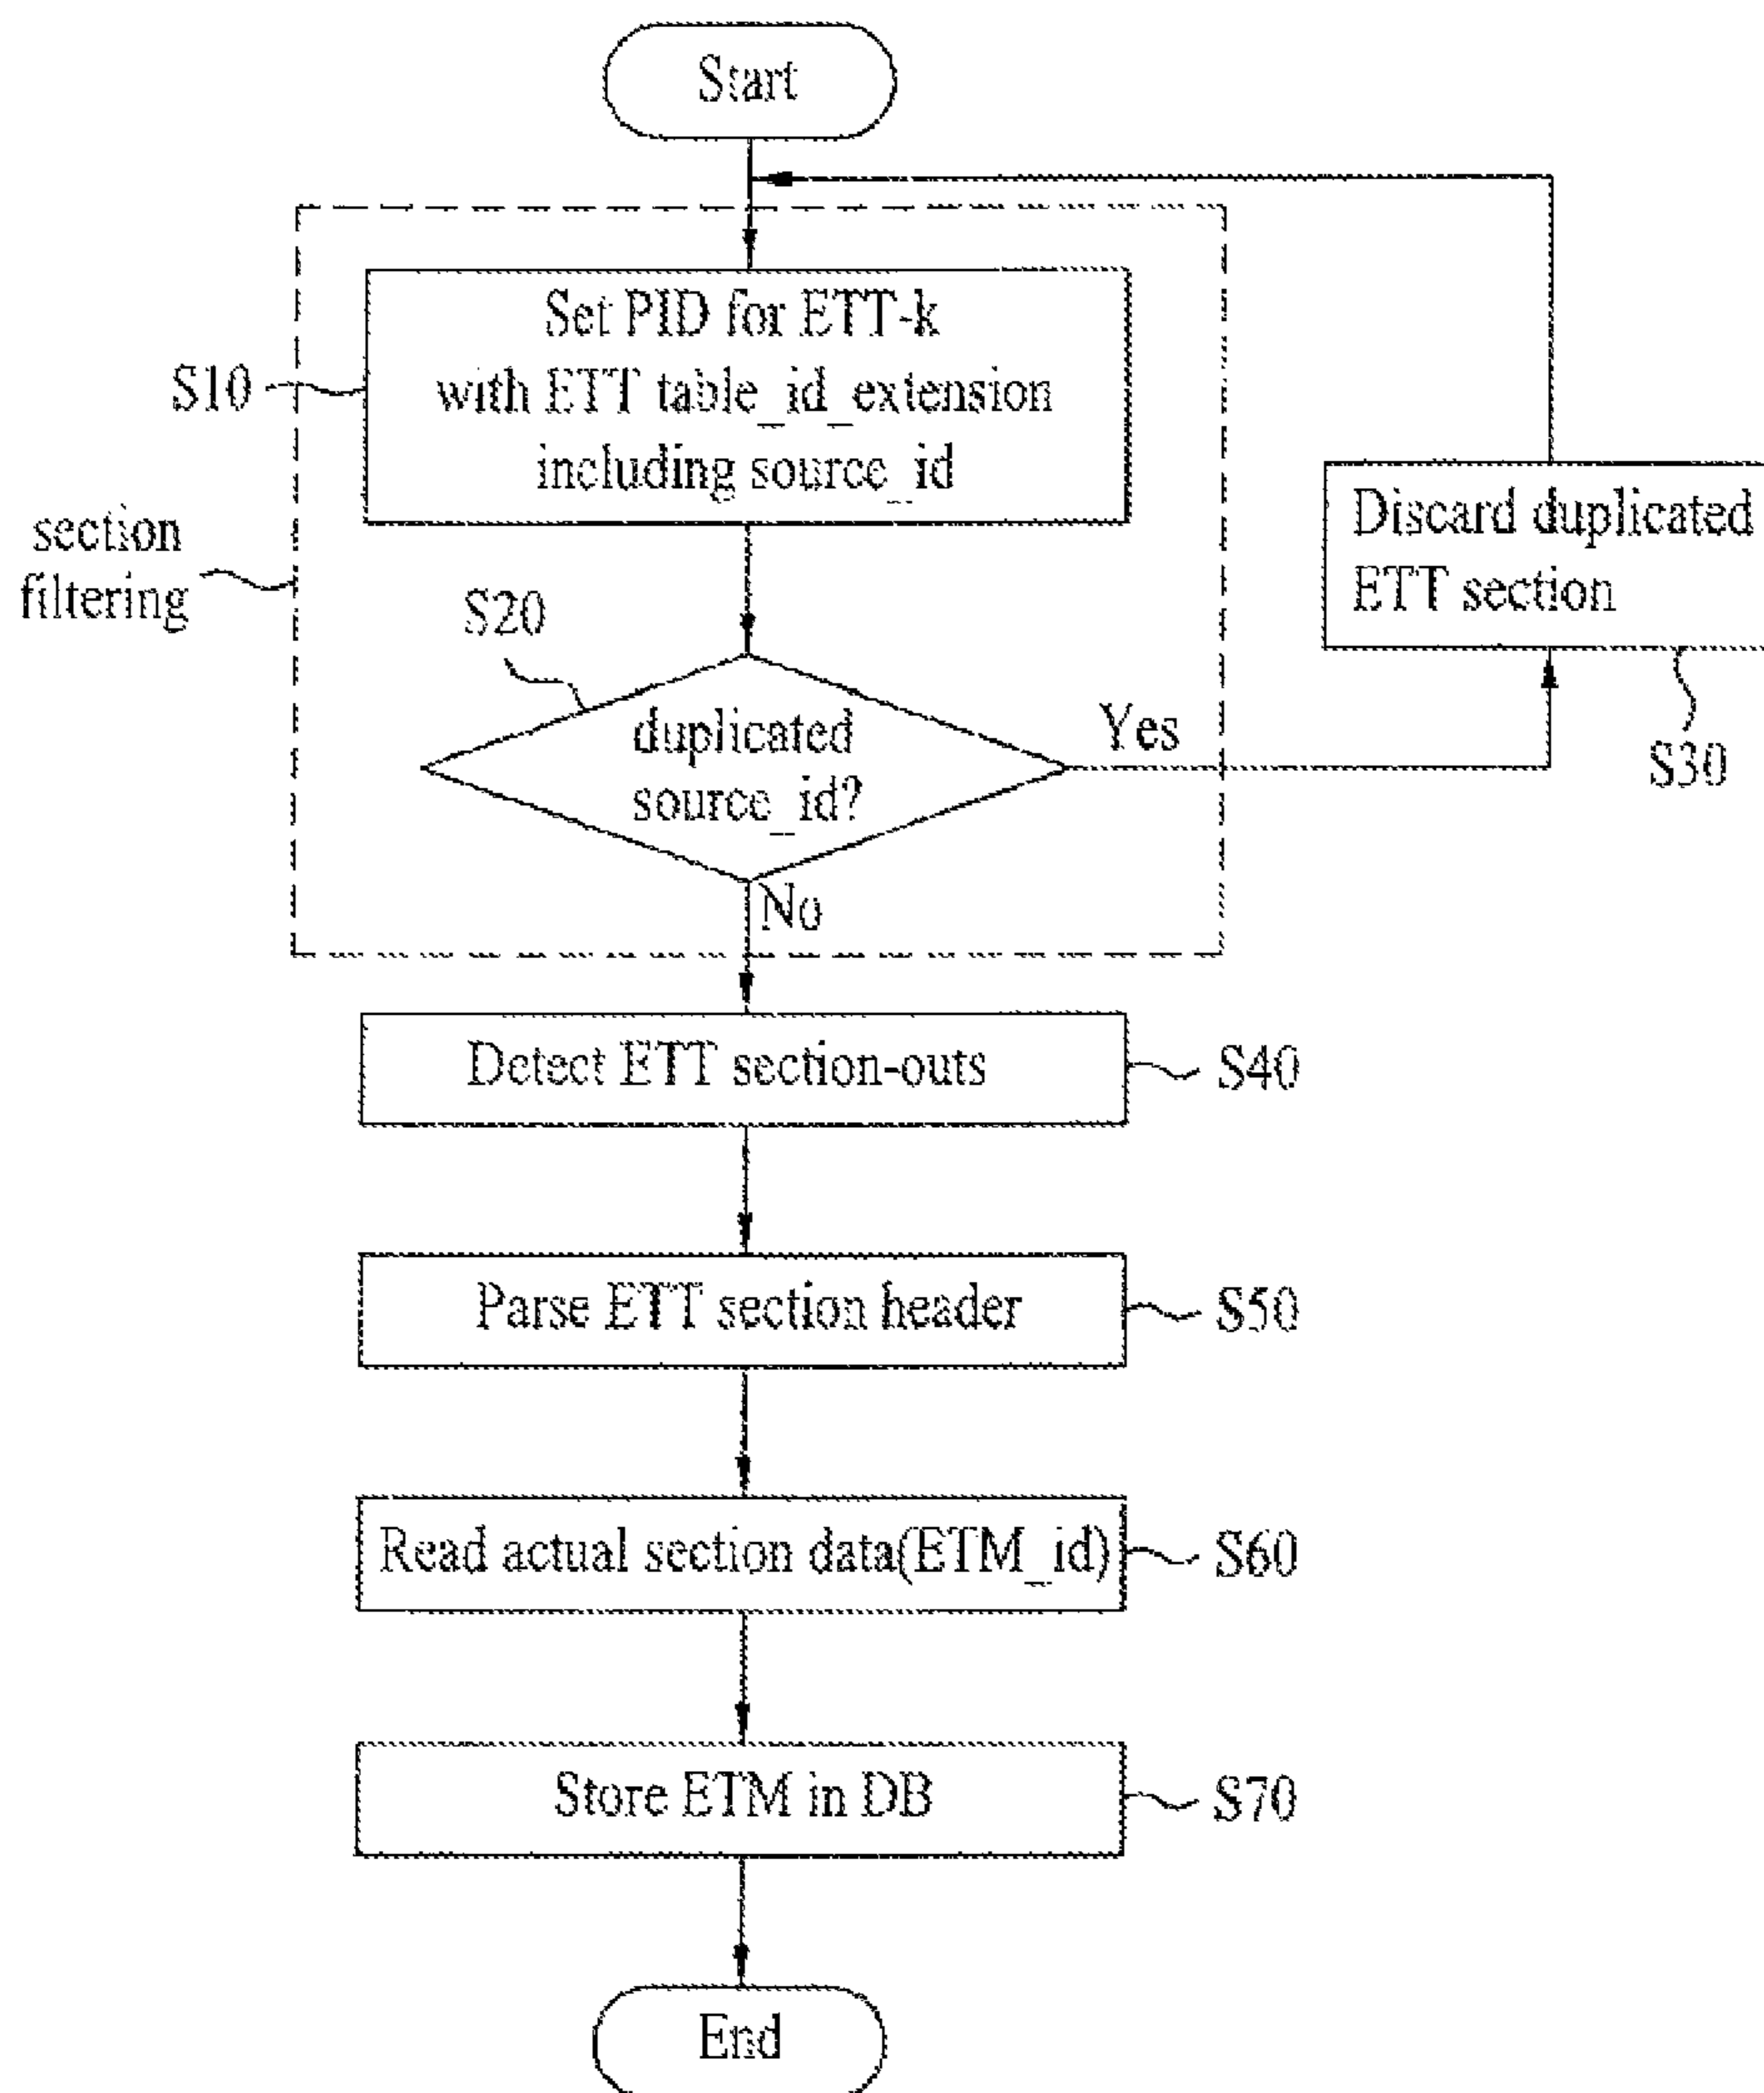 Start
Set PID for ETT-k
with ETT table_id_extension
including source_id
S10
section
filtering
Discard duplicated
ETT section
S30
S20
duplicated
source_id?
Yes
No
Detect ETT section-outs
S40
Parse ETT section header
S50
Read actual section data(ETM_id)
S60
Store ETM in DB
S70
End